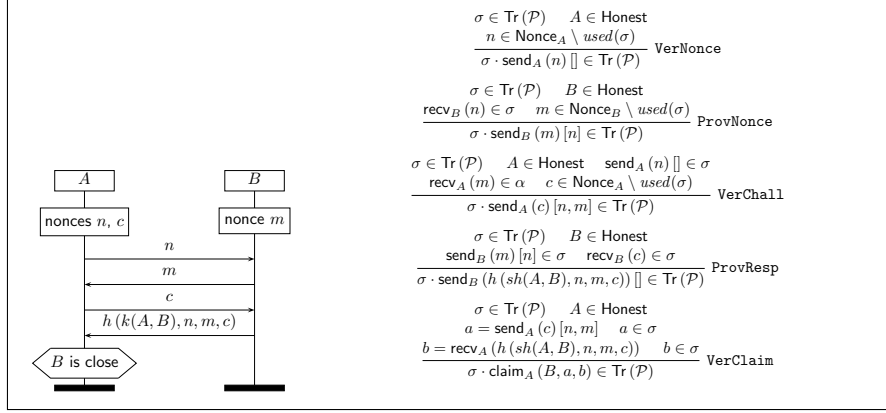 A
B
nonces n, c
nonce m
n
m
c
h (k(A, B), n, m, c)
B is close
σ ∈ Tr (𝒫) A ∈ Honest
n ∈ Nonce_A \ used(σ)
σ · send_A (n) [] ∈ Tr (𝒫)
VerNonce
σ ∈ Tr (𝒫) B ∈ Honest
recv_B (n) ∈ σ m ∈ Nonce_B \ used(σ)
σ · send_B (m) [n] ∈ Tr (𝒫)
ProvNonce
σ ∈ Tr (𝒫) A ∈ Honest send_A (n) [] ∈ σ
recv_A (m) ∈ α c ∈ Nonce_A \ used(σ)
σ · send_A (c) [n, m] ∈ Tr (𝒫)
VerChall
σ ∈ Tr (𝒫) B ∈ Honest
send_B (m) [n] ∈ σ recv_B (c) ∈ σ
σ · send_B (h (sh(A, B), n, m, c)) [] ∈ Tr (𝒫)
ProvResp
σ ∈ Tr (𝒫) A ∈ Honest
a = send_A (c) [n, m] a ∈ σ
b = recv_A (h (sh(A, B), n, m, c)) b ∈ σ
σ · claim_A (B, a, b) ∈ Tr (𝒫)
VerClaim